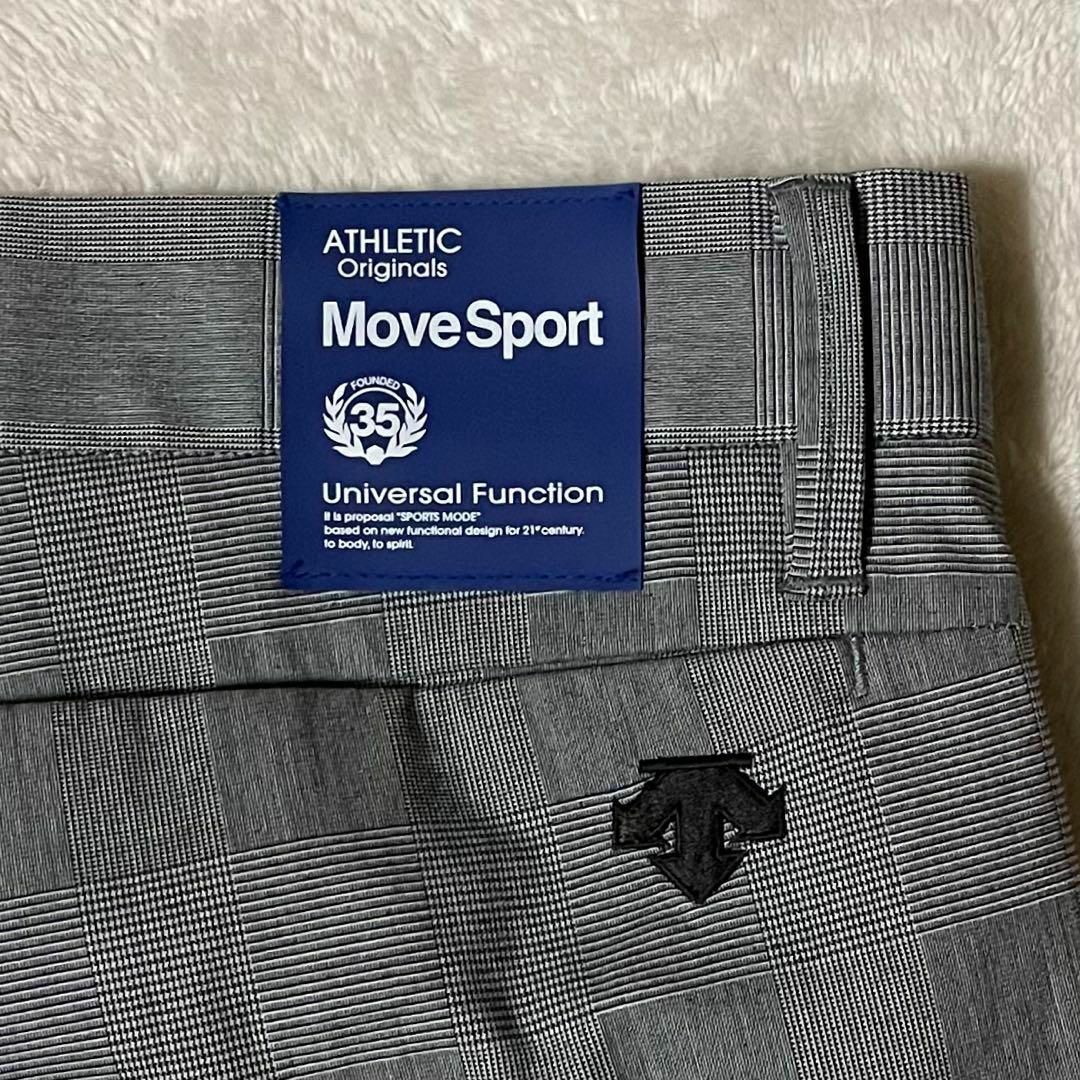 ATHLETIC
Originals
MoveSport
FOUNDED
35
Universal Function
It is proposal "SPORTS MODE"
based on new functional design for 21st century.
to body, to spirit.